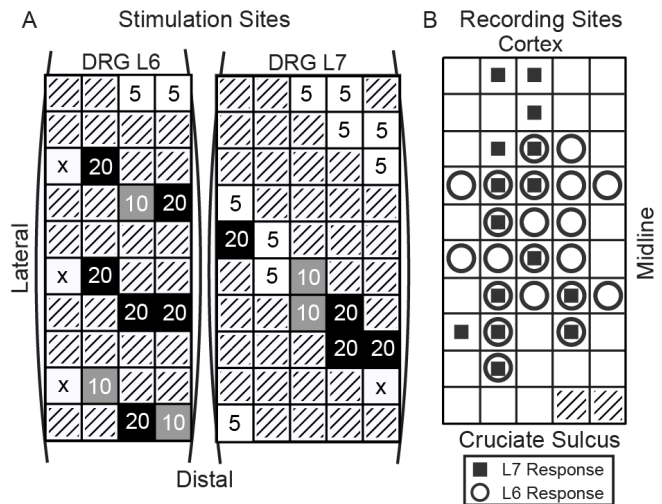 A Stimulation Sites
DRG L6 DRG L7
5 5 5 5
5 5
x 20 5
10 20 5
20 5
x 20 5 10
20 20 10 20
20 20
x 10 x
20 10 5
Lateral
Distal
B Recording Sites
Cortex
Midline
Cruciate Sulcus
L7 Response
L6 Response